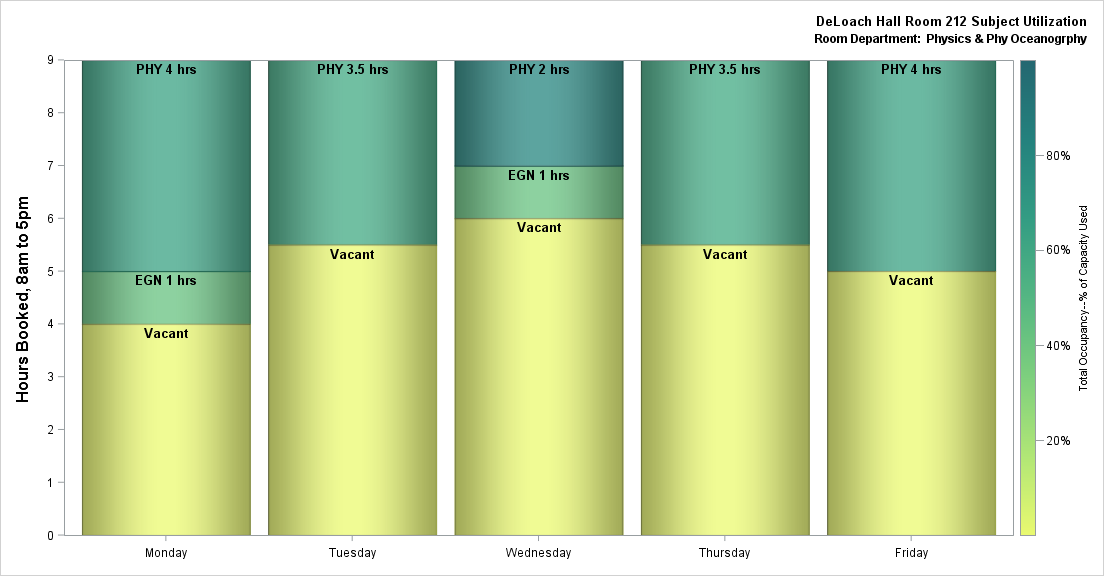 DeLoach Hall Room 212 Subject Utilization
Room Department:  Physics & Phy Oceanogrphy
Hours Booked, 8am to 5pm
9
8
7
6
5
4
3
2
1
0
PHY 4 hrs
EGN 1 hrs
Vacant
PHY 3.5 hrs
Vacant
PHY 2 hrs
EGN 1 hrs
Vacant
PHY 3.5 hrs
Vacant
PHY 4 hrs
Vacant
Monday
Tuesday
Wednesday
Thursday
Friday
80%
60%
40%
20%
Total Occupancy--% of Capacity Used